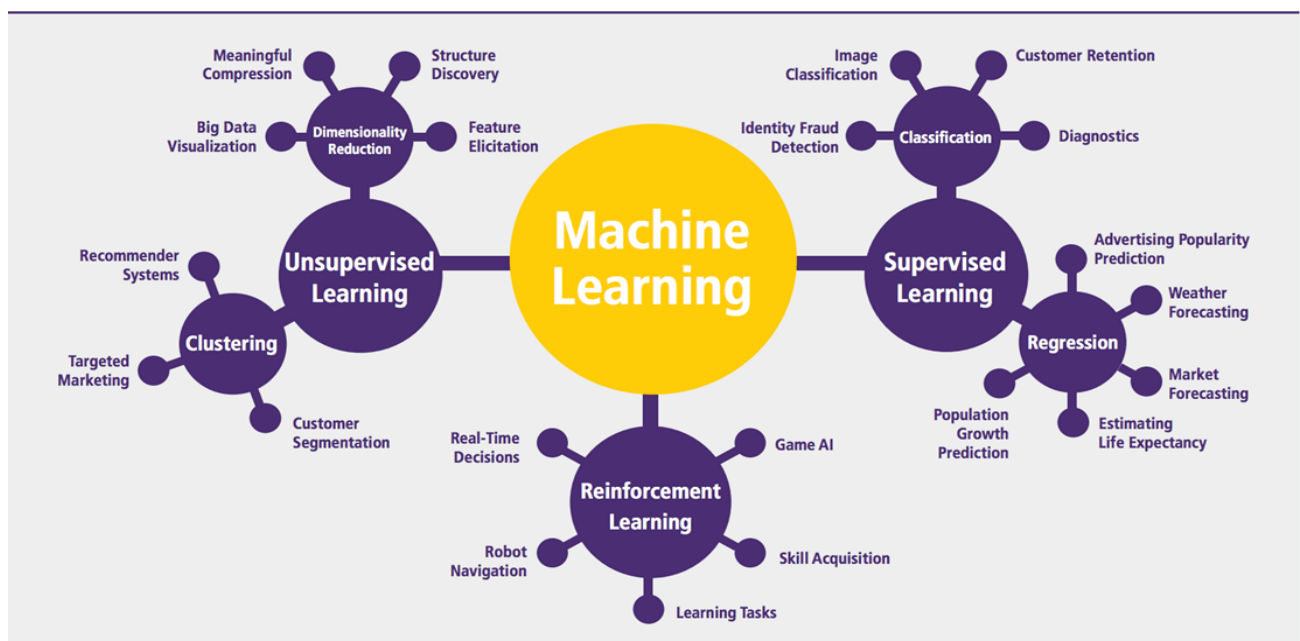 Meaningful
Compression
Structure
Discovery
Big Data
Visualization
Dimensionality
Reduction
Feature
Elicitation
Unsupervised
Learning
Recommender
Systems
Clustering
Targeted
Marketing
Customer
Segmentation
Machine
Learning
Image
Classification
Customer Retention
Identity Fraud
Detection
Classification
Diagnostics
Supervised
Learning
Advertising Popularity
Prediction
Weather
Forecasting
Regression
Market
Forecasting
Population
Growth
Prediction
Estimating
Life Expectancy
Real-Time
Decisions
Game AI
Reinforcement
Learning
Robot
Navigation
Skill Acquisition
Learning Tasks